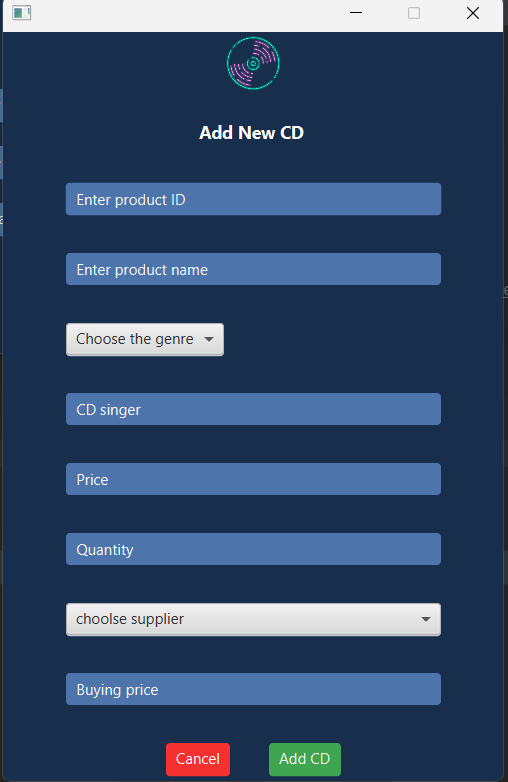 Add New CD
Enter product ID
Enter product name
Choose the genre
CD singer
Price
Quantity
choolse supplier
Buying price
Cancel
Add CD